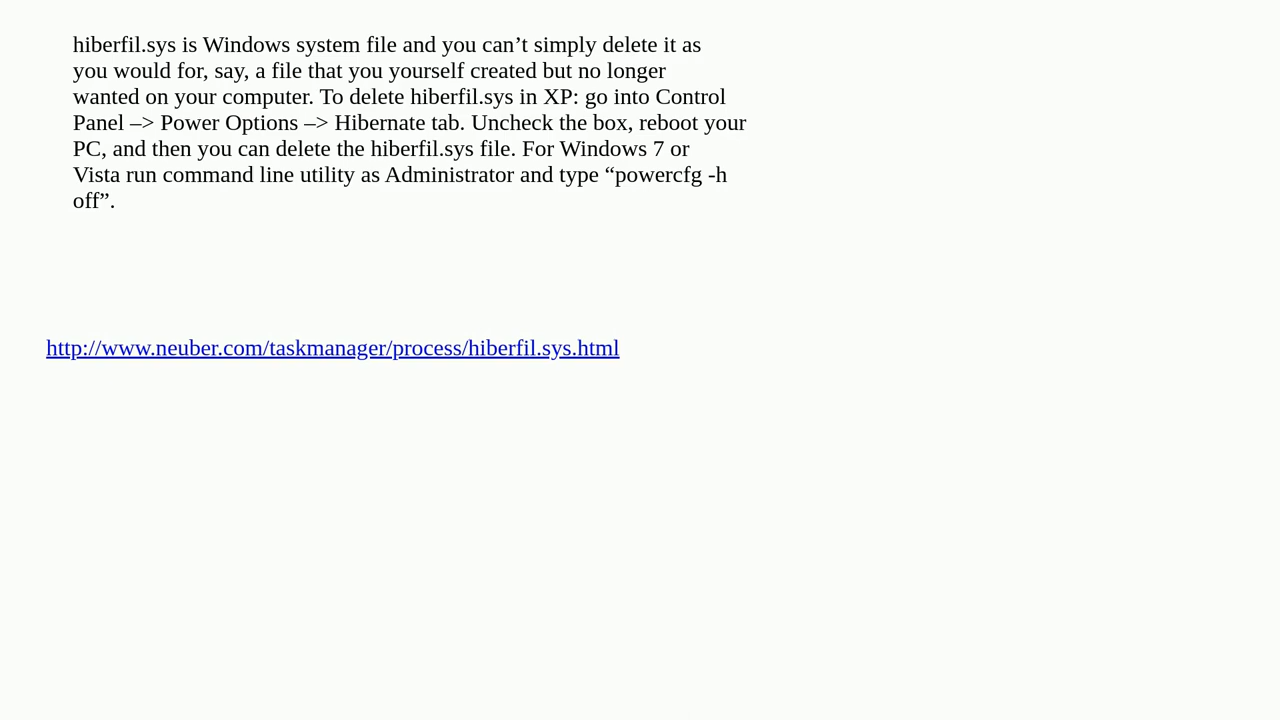 hiberfil.sys is Windows system file and you can’t simply delete it as
you would for, say, a file that you yourself created but no longer
wanted on your computer. To delete hiberfil.sys in XP: go into Control
Panel –> Power Options –> Hibernate tab. Uncheck the box, reboot your
PC, and then you can delete the hiberfil.sys file. For Windows 7 or
Vista run command line utility as Administrator and type “powercfg -h
off”.
http://www.neuber.com/taskmanager/process/hiberfil.sys.html